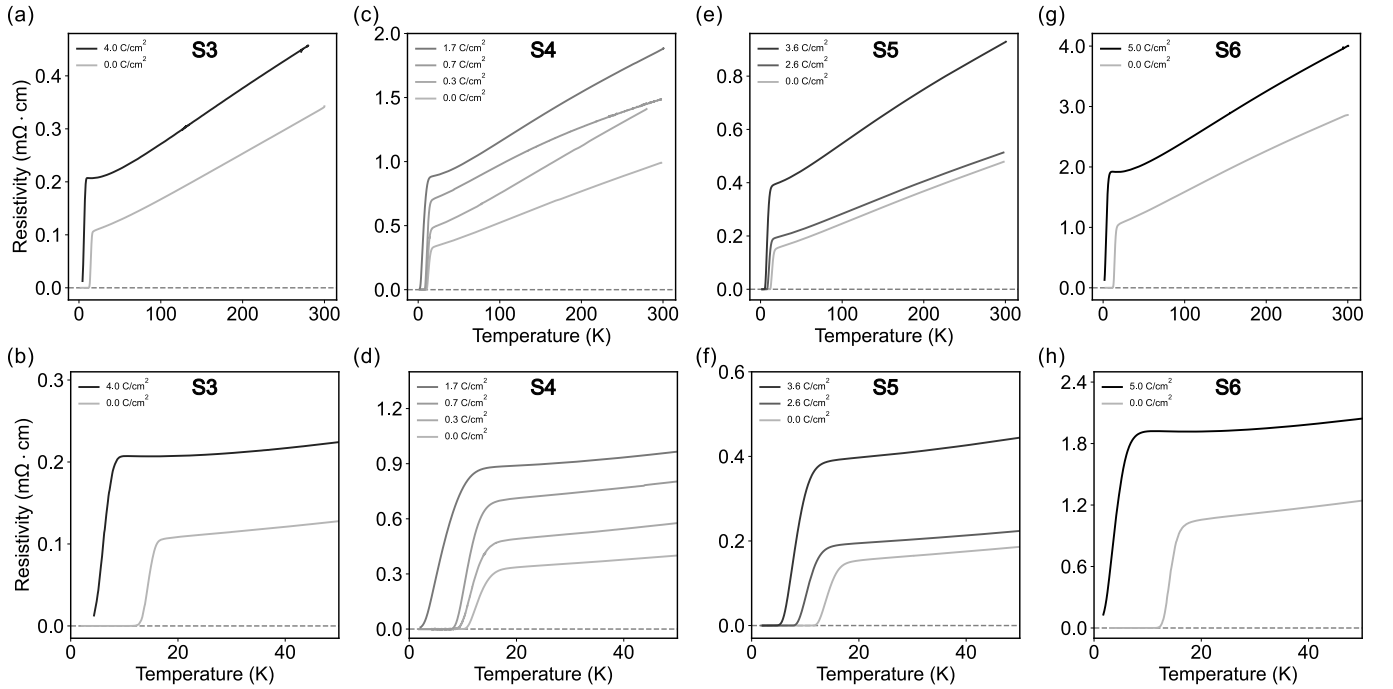 (a)
S3
4.0 C/cm²
0.0 C/cm²
Resistivity (mΩ · cm)
0.4
0.3
0.2
0.1
0.0
0
100
200
300
(c)
S4
1.7 C/cm²
0.7 C/cm²
0.3 C/cm²
0.0 C/cm²
2.0
1.5
1.0
0.5
0.0
0
100
200
300
Temperature (K)
(e)
S5
3.6 C/cm²
2.6 C/cm²
0.0 C/cm²
0.8
0.6
0.4
0.2
0.0
0
100
200
300
Temperature (K)
(g)
S6
5.0 C/cm²
0.0 C/cm²
4.0
3.0
2.0
1.0
0.0
0
100
200
300
(b)
S3
4.0 C/cm²
0.0 C/cm²
Resistivity (mΩ · cm)
0.3
0.2
0.1
0.0
0
20
40
Temperature (K)
(d)
S4
1.7 C/cm²
0.7 C/cm²
0.3 C/cm²
0.0 C/cm²
1.2
0.9
0.6
0.3
0.0
0
20
40
Temperature (K)
(f)
S5
3.6 C/cm²
2.6 C/cm²
0.0 C/cm²
0.6
0.4
0.2
0.0
0
20
40
Temperature (K)
(h)
S6
5.0 C/cm²
0.0 C/cm²
2.4
1.8
1.2
0.6
0.0
0
20
40
Temperature (K)